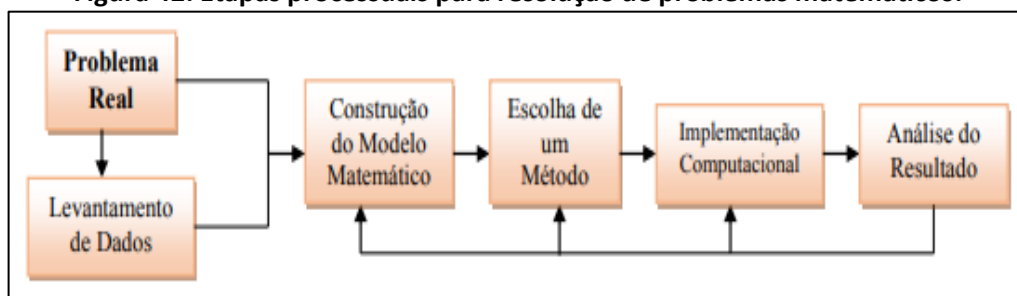 Problema
Real
Levantamento
de Dados
Construção
do Modelo
Matemático
Escolha de
um
Método
Implementação
Computacional
Análise do
Resultado